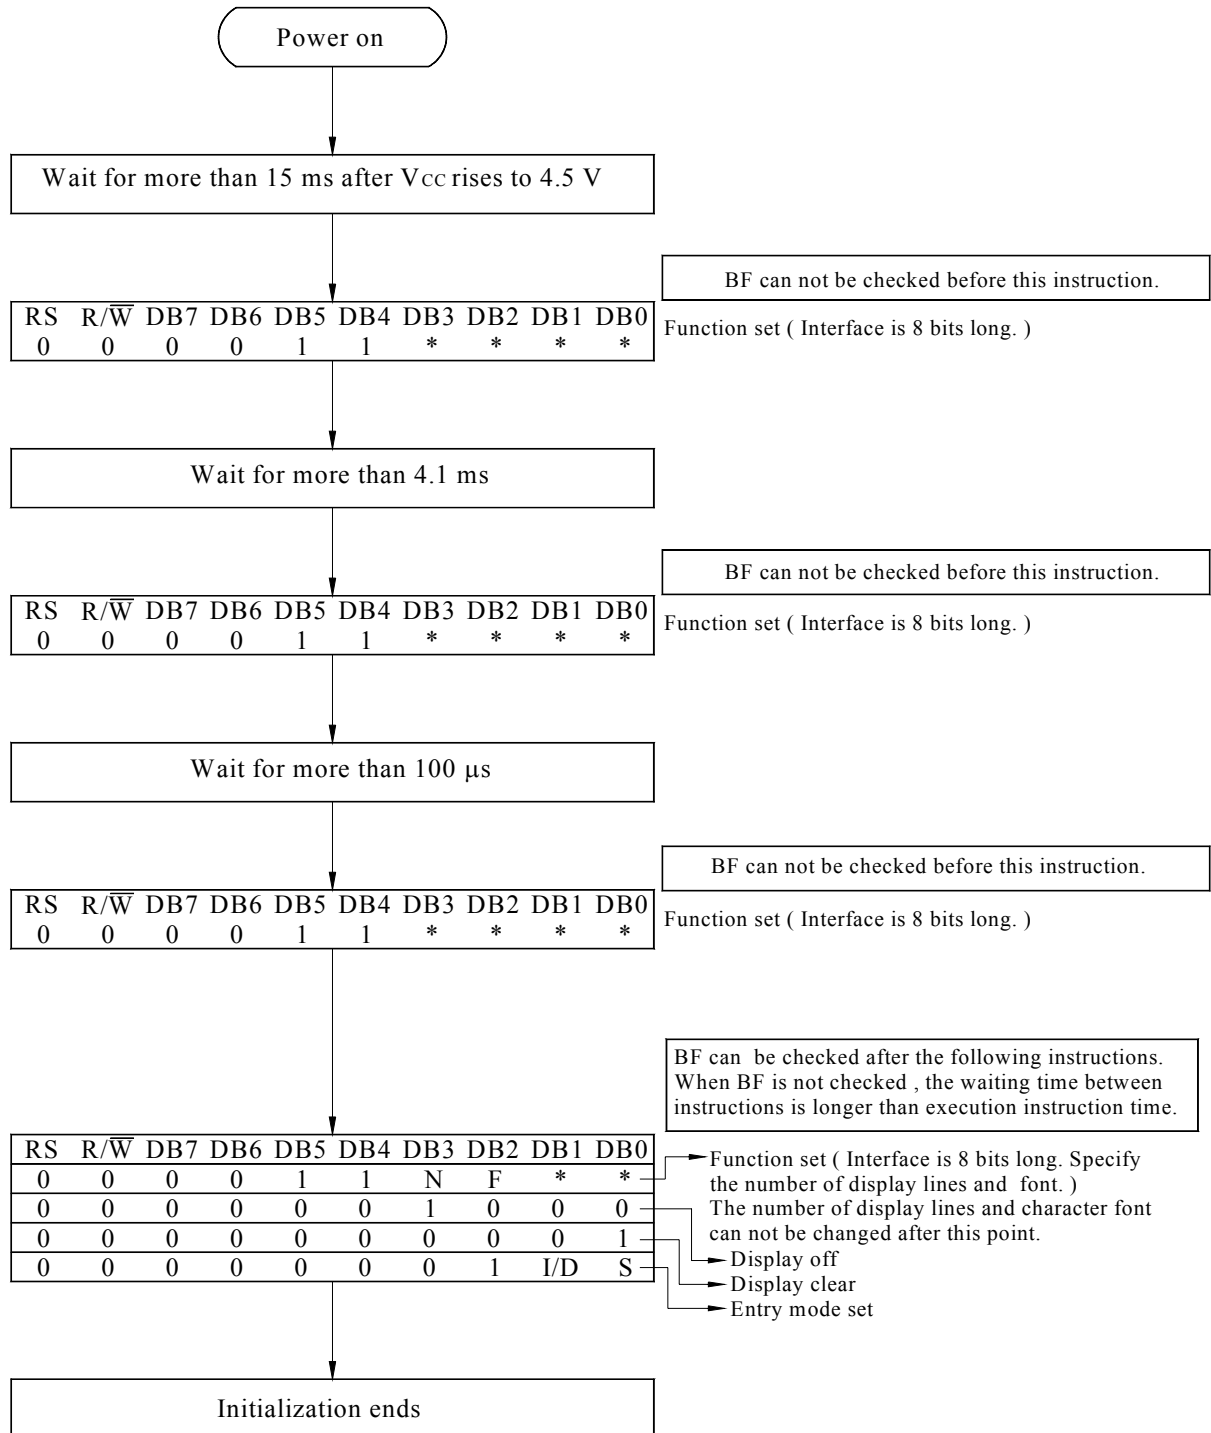 Power on
Wait for more than 15 ms after VCC rises to 4.5 V
BF can not be checked before this instruction.
RS R/W̅ DB7 DB6 DB5 DB4 DB3 DB2 DB1 DB0
0 0 0 0 1 1 * * * *
Function set ( Interface is 8 bits long. )
Wait for more than 4.1 ms
BF can not be checked before this instruction.
RS R/W̅ DB7 DB6 DB5 DB4 DB3 DB2 DB1 DB0
0 0 0 0 1 1 * * * *
Function set ( Interface is 8 bits long. )
Wait for more than 100 μs
BF can not be checked before this instruction.
RS R/W̅ DB7 DB6 DB5 DB4 DB3 DB2 DB1 DB0
0 0 0 0 1 1 * * * *
Function set ( Interface is 8 bits long. )
BF can be checked after the following instructions.
When BF is not checked , the waiting time between
instructions is longer than execution instruction time.
RS R/W̅ DB7 DB6 DB5 DB4 DB3 DB2 DB1 DB0
0 0 0 0 1 1 N F * *
0 0 0 0 0 0 1 0 0 0
0 0 0 0 0 0 0 0 0 1
0 0 0 0 0 0 0 1 I/D S
Function set ( Interface is 8 bits long. Specify
the number of display lines and font. )
The number of display lines and character font
can not be changed after this point.
Display off
Display clear
Entry mode set
Initialization ends